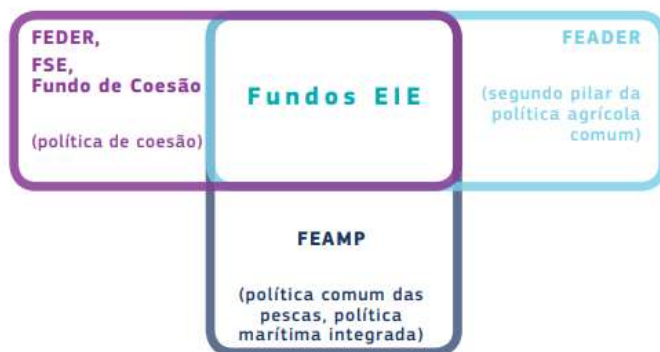 FEDER,
FSE,
Fundo de Coesão
(política de coesão)
Fundos EIE
FEADER
(segundo pilar da
política agrícola
comum)
FEAMP
(política comum das
pescas, política
marítima integrada)